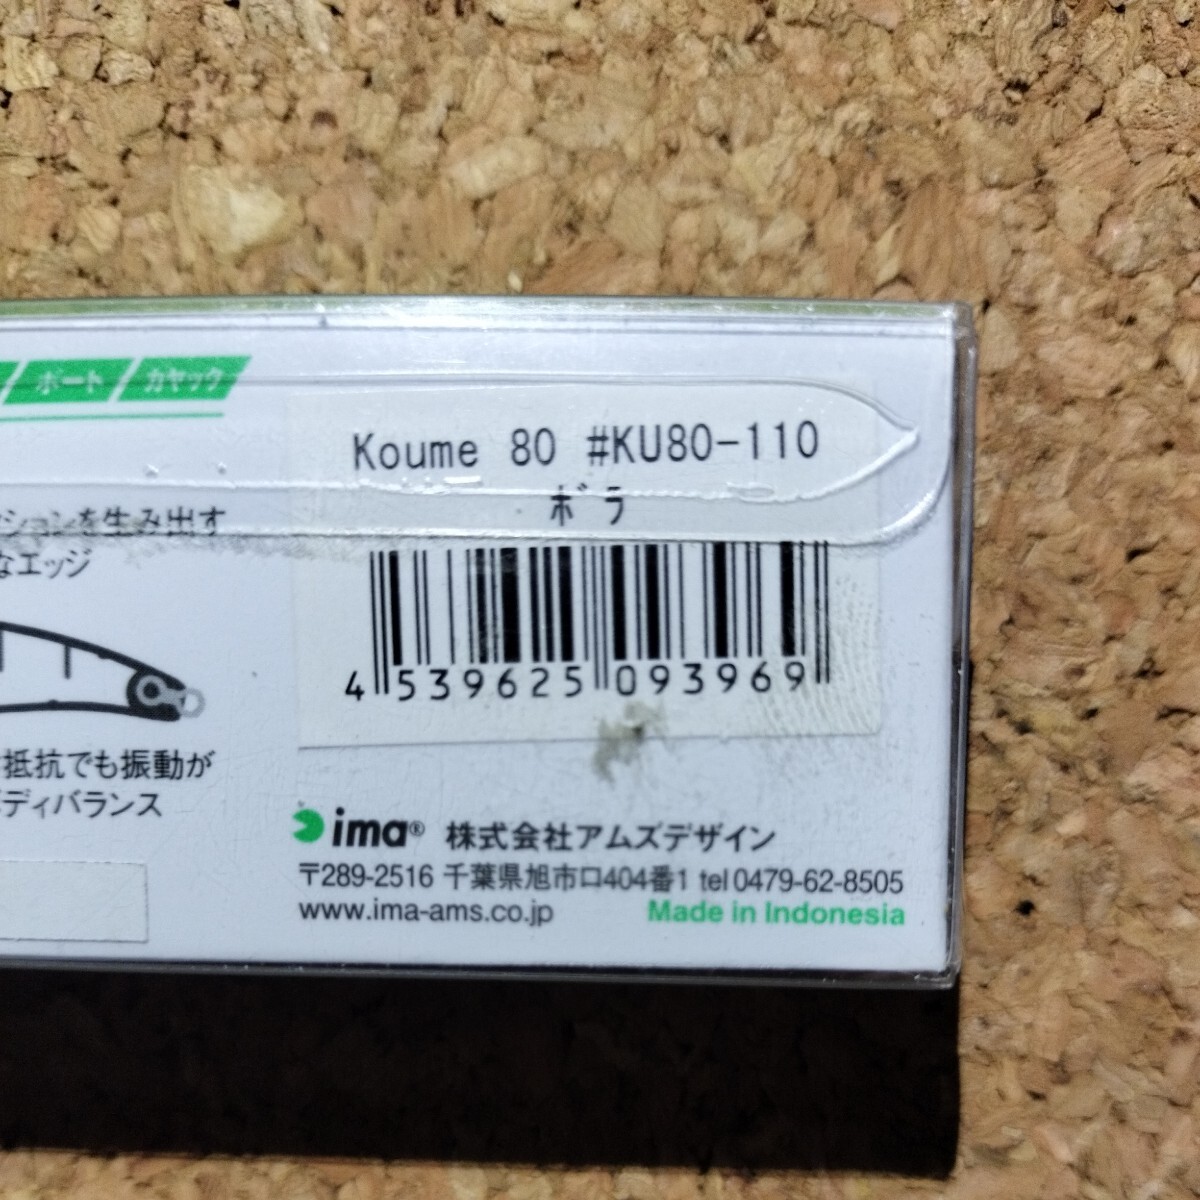 ボート カヤック
Koume 80 #KU80-110
ボラ
ションを生み出す
なエッジ
4 539625 093969
抵抗でも振動が
ボディバランス
ima® 株式会社アムズデザイン
〒289-2516 千葉県旭市ロ404番1 tel 0479-62-8505
www.ima-ams.co.jp Made in Indonesia